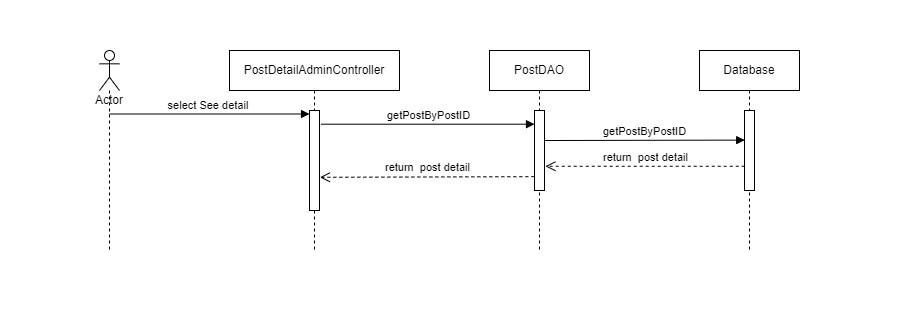 PostDetailAdminController
PostDAO
Database
Actor
select See detail
getPostByPostID
getPostByPostID
return  post detail
return  post detail